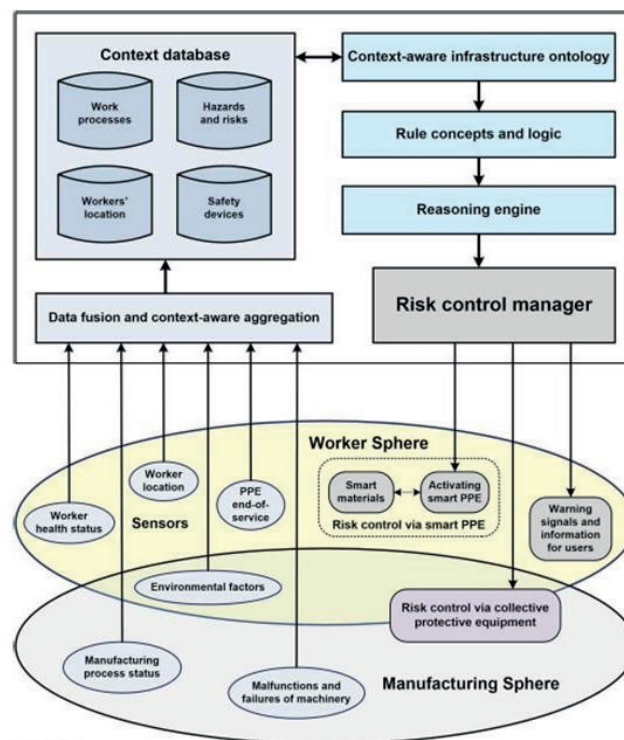 Context database
Work
processes
Hazards
and risks
Workers'
location
Safety
devices
Context-aware infrastructure ontology
Rule concepts and logic
Reasoning engine
Risk control manager
Data fusion and context-aware aggregation
Worker Sphere
Worker
health status
Worker
location
Sensors
PPE
end-of-
service
Smart
materials
Activating
smart PPE
Risk control via smart PPE
Warning
signals and
information
for users
Environmental factors
Risk control via collective
protective equipment
Manufacturing
process status
Malfunctions and
failures of machinery
Manufacturing Sphere